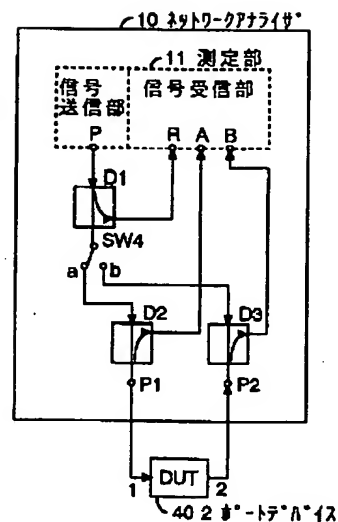 10 ネットワークアナライザ
11 測定部
信号送信部
信号受信部
P
R A B
D1
SW4
a b
D2
D3
P1
P2
1 DUT 2
40 2ポートデバイス